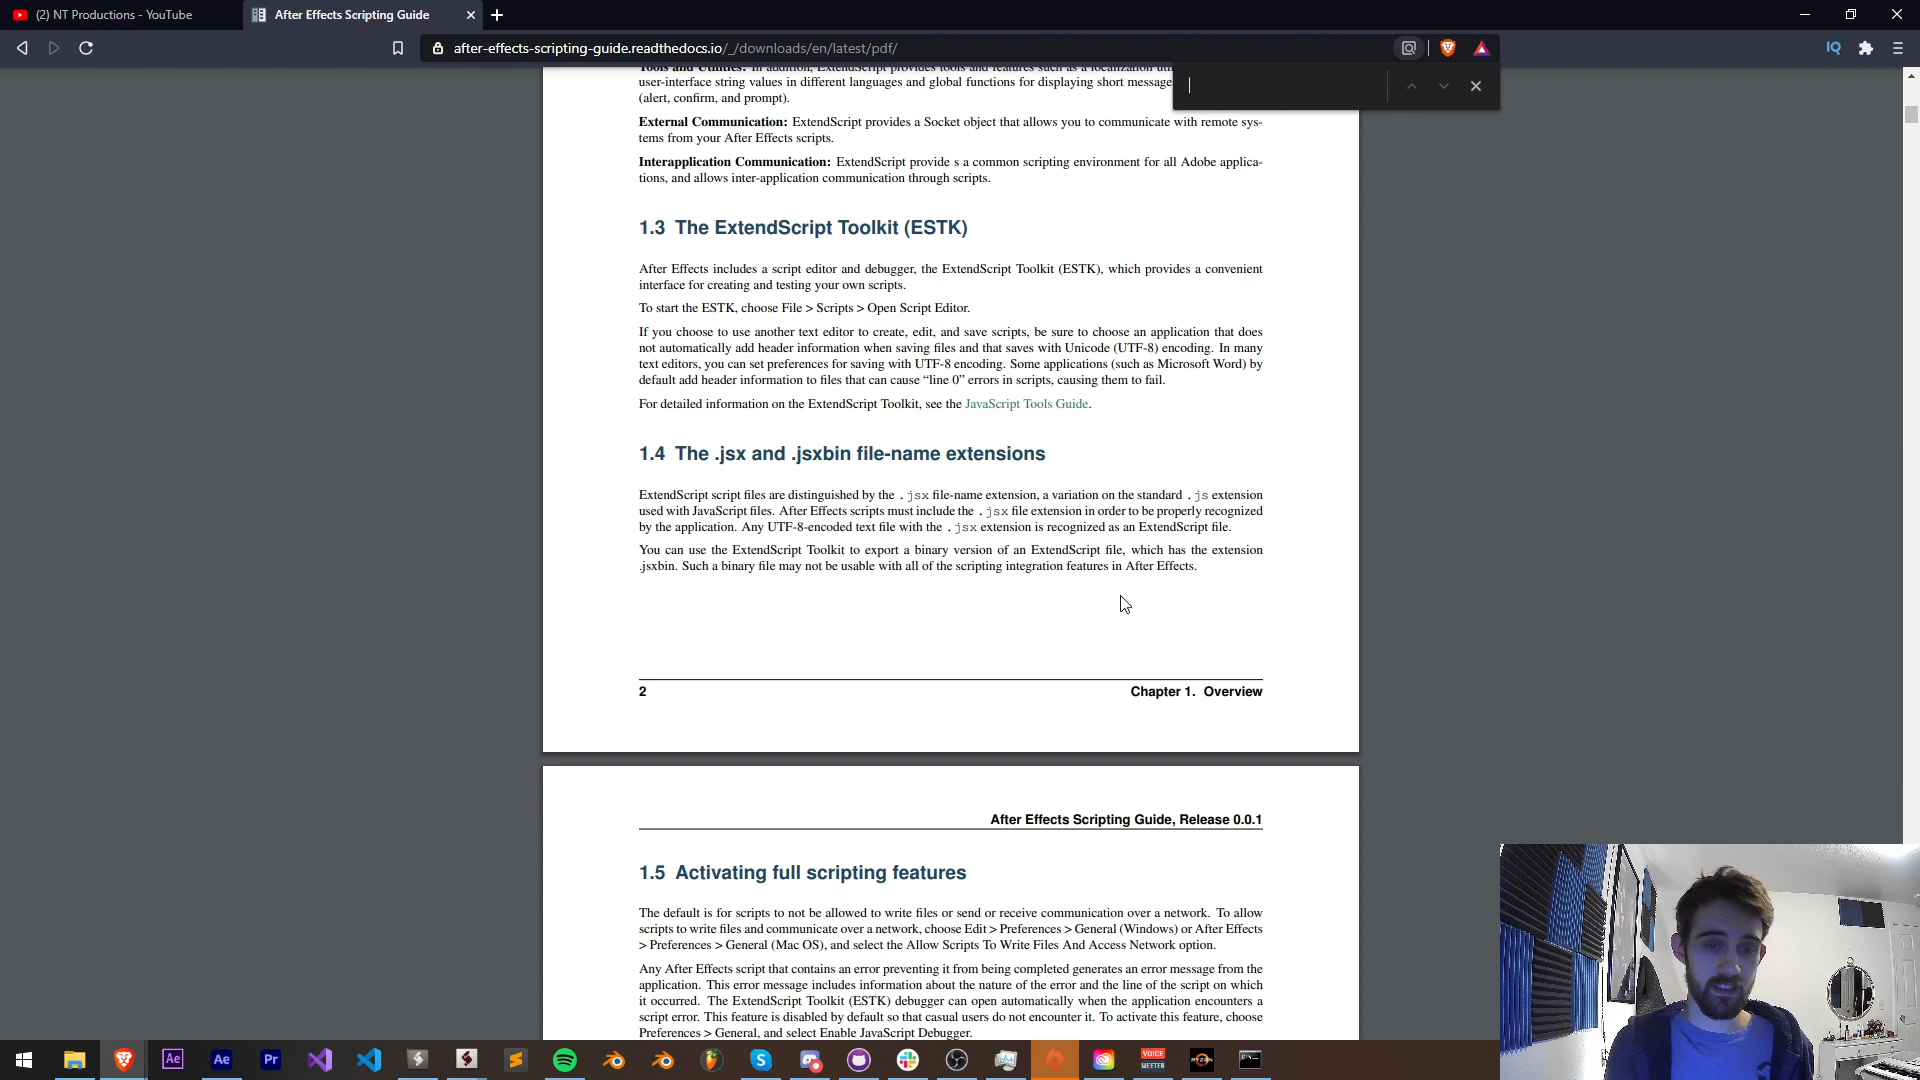 (2) NT Productions - YouTube
After Effects Scripting Guide
after-effects-scripting-guide.readthedocs.io/_/downloads/en/latest/pdf/
IQ
Tools and Utilities: In addition, ExtendScript provides tools and features such as a localization
user-interface string values in different languages and global functions for displaying short message
(alert, confirm, and prompt).
External Communication: ExtendScript provides a Socket object that allows you to communicate with remote sys-
tems from your After Effects scripts.
Interapplication Communication: ExtendScript provide s a common scripting environment for all Adobe applica-
tions, and allows inter-application communication through scripts.
1.3 The ExtendScript Toolkit (ESTK)
After Effects includes a script editor and debugger, the ExtendScript Toolkit (ESTK), which provides a convenient
interface for creating and testing your own scripts.
To start the ESTK, choose File > Scripts > Open Script Editor.
If you choose to use another text editor to create, edit, and save scripts, be sure to choose an application that does
not automatically add header information when saving files and that saves with Unicode (UTF-8) encoding. In many
text editors, you can set preferences for saving with UTF-8 encoding. Some applications (such as Microsoft Word) by
default add header information to files that can cause “line 0” errors in scripts, causing them to fail.
For detailed information on the ExtendScript Toolkit, see the JavaScript Tools Guide.
1.4 The .jsx and .jsxbin file-name extensions
ExtendScript script files are distinguished by the .jsx file-name extension, a variation on the standard .js extension
used with JavaScript files. After Effects scripts must include the .jsx file extension in order to be properly recognized
by the application. Any UTF-8-encoded text file with the .jsx extension is recognized as an ExtendScript file.
You can use the ExtendScript Toolkit to export a binary version of an ExtendScript file, which has the extension
.jsxbin. Such a binary file may not be usable with all of the scripting integration features in After Effects.
2 Chapter 1. Overview
After Effects Scripting Guide, Release 0.0.1
1.5 Activating full scripting features
The default is for scripts to not be allowed to write files or send or receive communication over a network. To allow
scripts to write files and communicate over a network, choose Edit > Preferences > General (Windows) or After Effects
> Preferences > General (Mac OS), and select the Allow Scripts To Write Files And Access Network option.
Any After Effects script that contains an error preventing it from being completed generates an error message from the
application. This error message includes information about the nature of the error and the line of the script on which
it occurred. The ExtendScript Toolkit (ESTK) debugger can open automatically when the application encounters a
script error. This feature is disabled by default so that casual users do not encounter it. To activate this feature, choose
Preferences > General, and select Enable JavaScript Debugger.
Ae Ae Pr VOICE RYZEN
MEETER